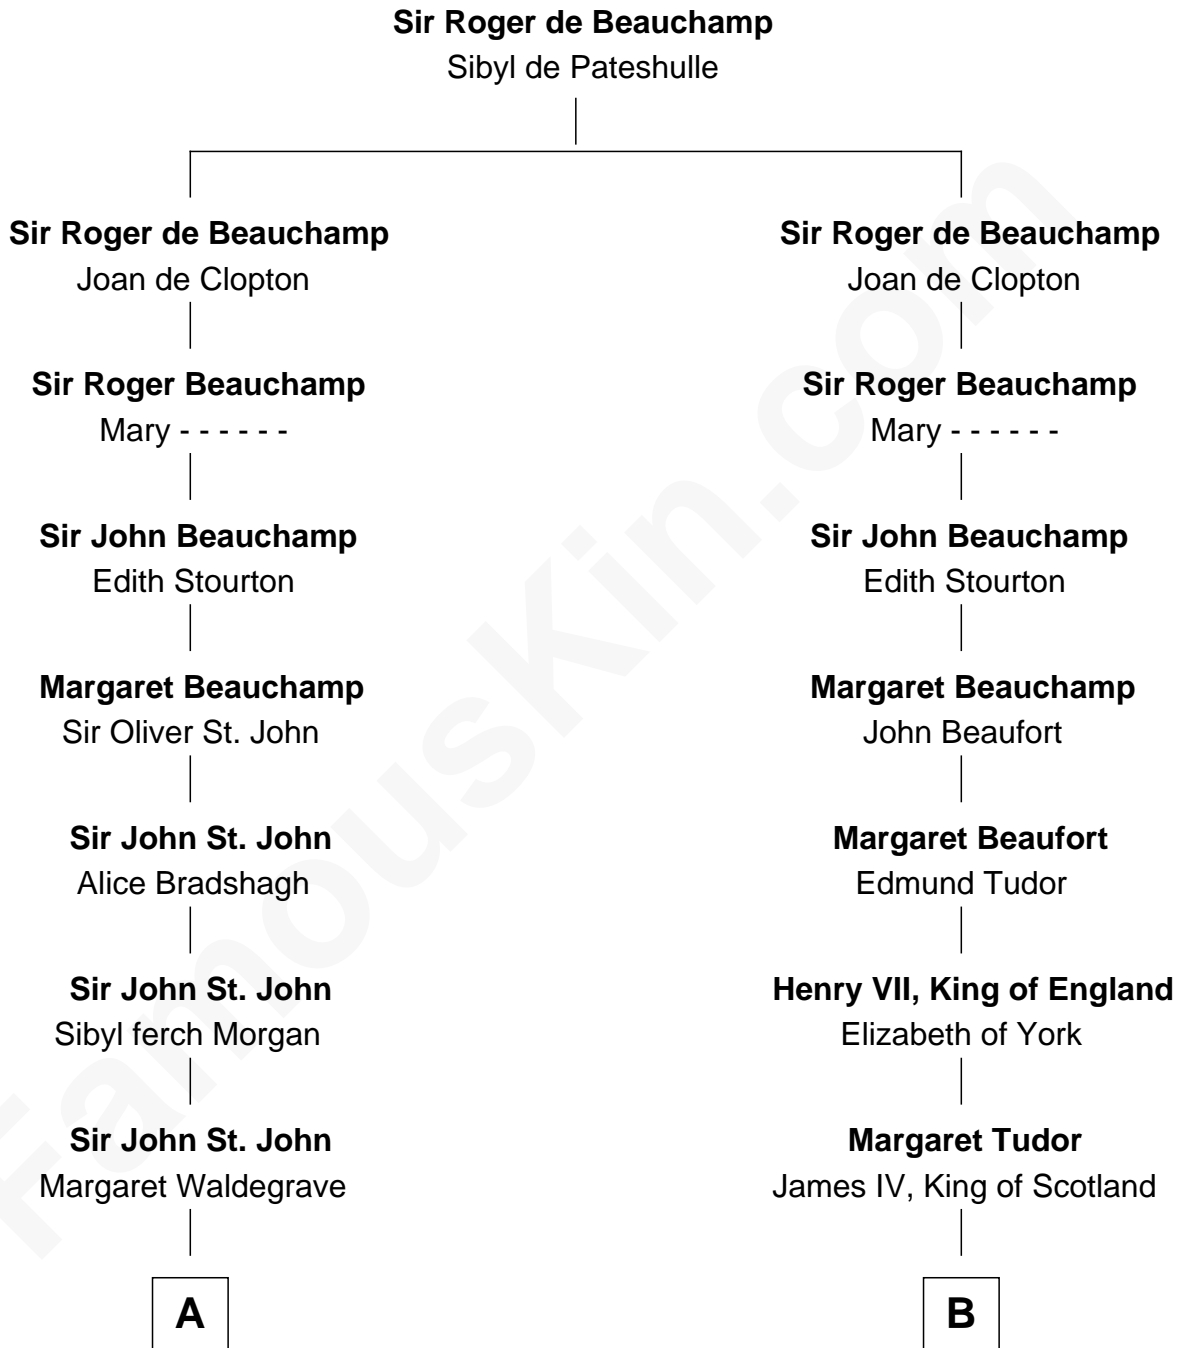 Sir Roger de Beauchamp
Sibyl de Pateshulle
Sir Roger de Beauchamp
Joan de Clopton
Sir Roger Beauchamp
Mary - - - - - -
Sir John Beauchamp
Edith Stourton
Margaret Beauchamp
Sir Oliver St. John
Sir John St. John
Alice Bradshagh
Sir John St. John
Sibyl ferch Morgan
Sir John St. John
Margaret Waldegrave
A
Sir Roger de Beauchamp
Joan de Clopton
Sir Roger Beauchamp
Mary - - - - - -
Sir John Beauchamp
Edith Stourton
Margaret Beauchamp
John Beaufort
Margaret Beaufort
Edmund Tudor
Henry VII, King of England
Elizabeth of York
Margaret Tudor
James IV, King of Scotland
B
FamousKin.com